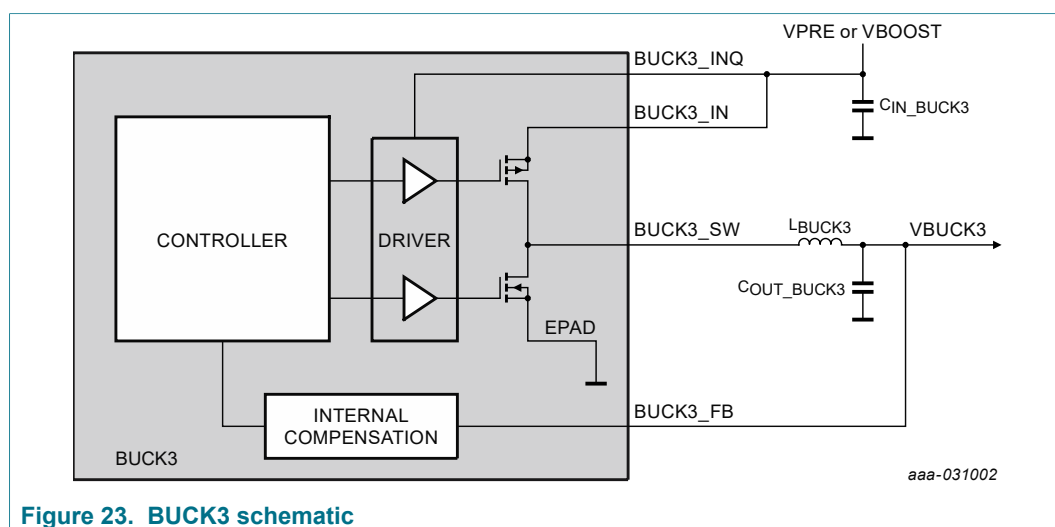 VPRE or VBOOST
BUCK3_INQ
CIN_BUCK3
BUCK3_IN
CONTROLLER
DRIVER
BUCK3_SW
LBUCK3
VBUCK3
COUT_BUCK3
EPAD
INTERNAL
COMPENSATION
BUCK3_FB
BUCK3
aaa-031002
Figure 23. BUCK3 schematic